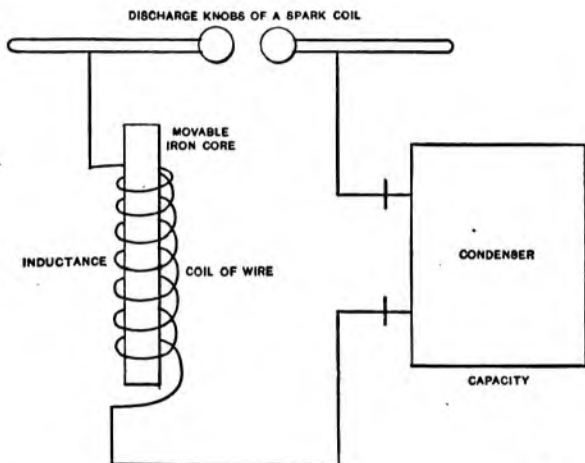 DISCHARGE KNOBS OF A SPARK COIL
MOVABLE
IRON CORE
INDUCTANCE
COIL OF WIRE
CONDENSER
CAPACITY